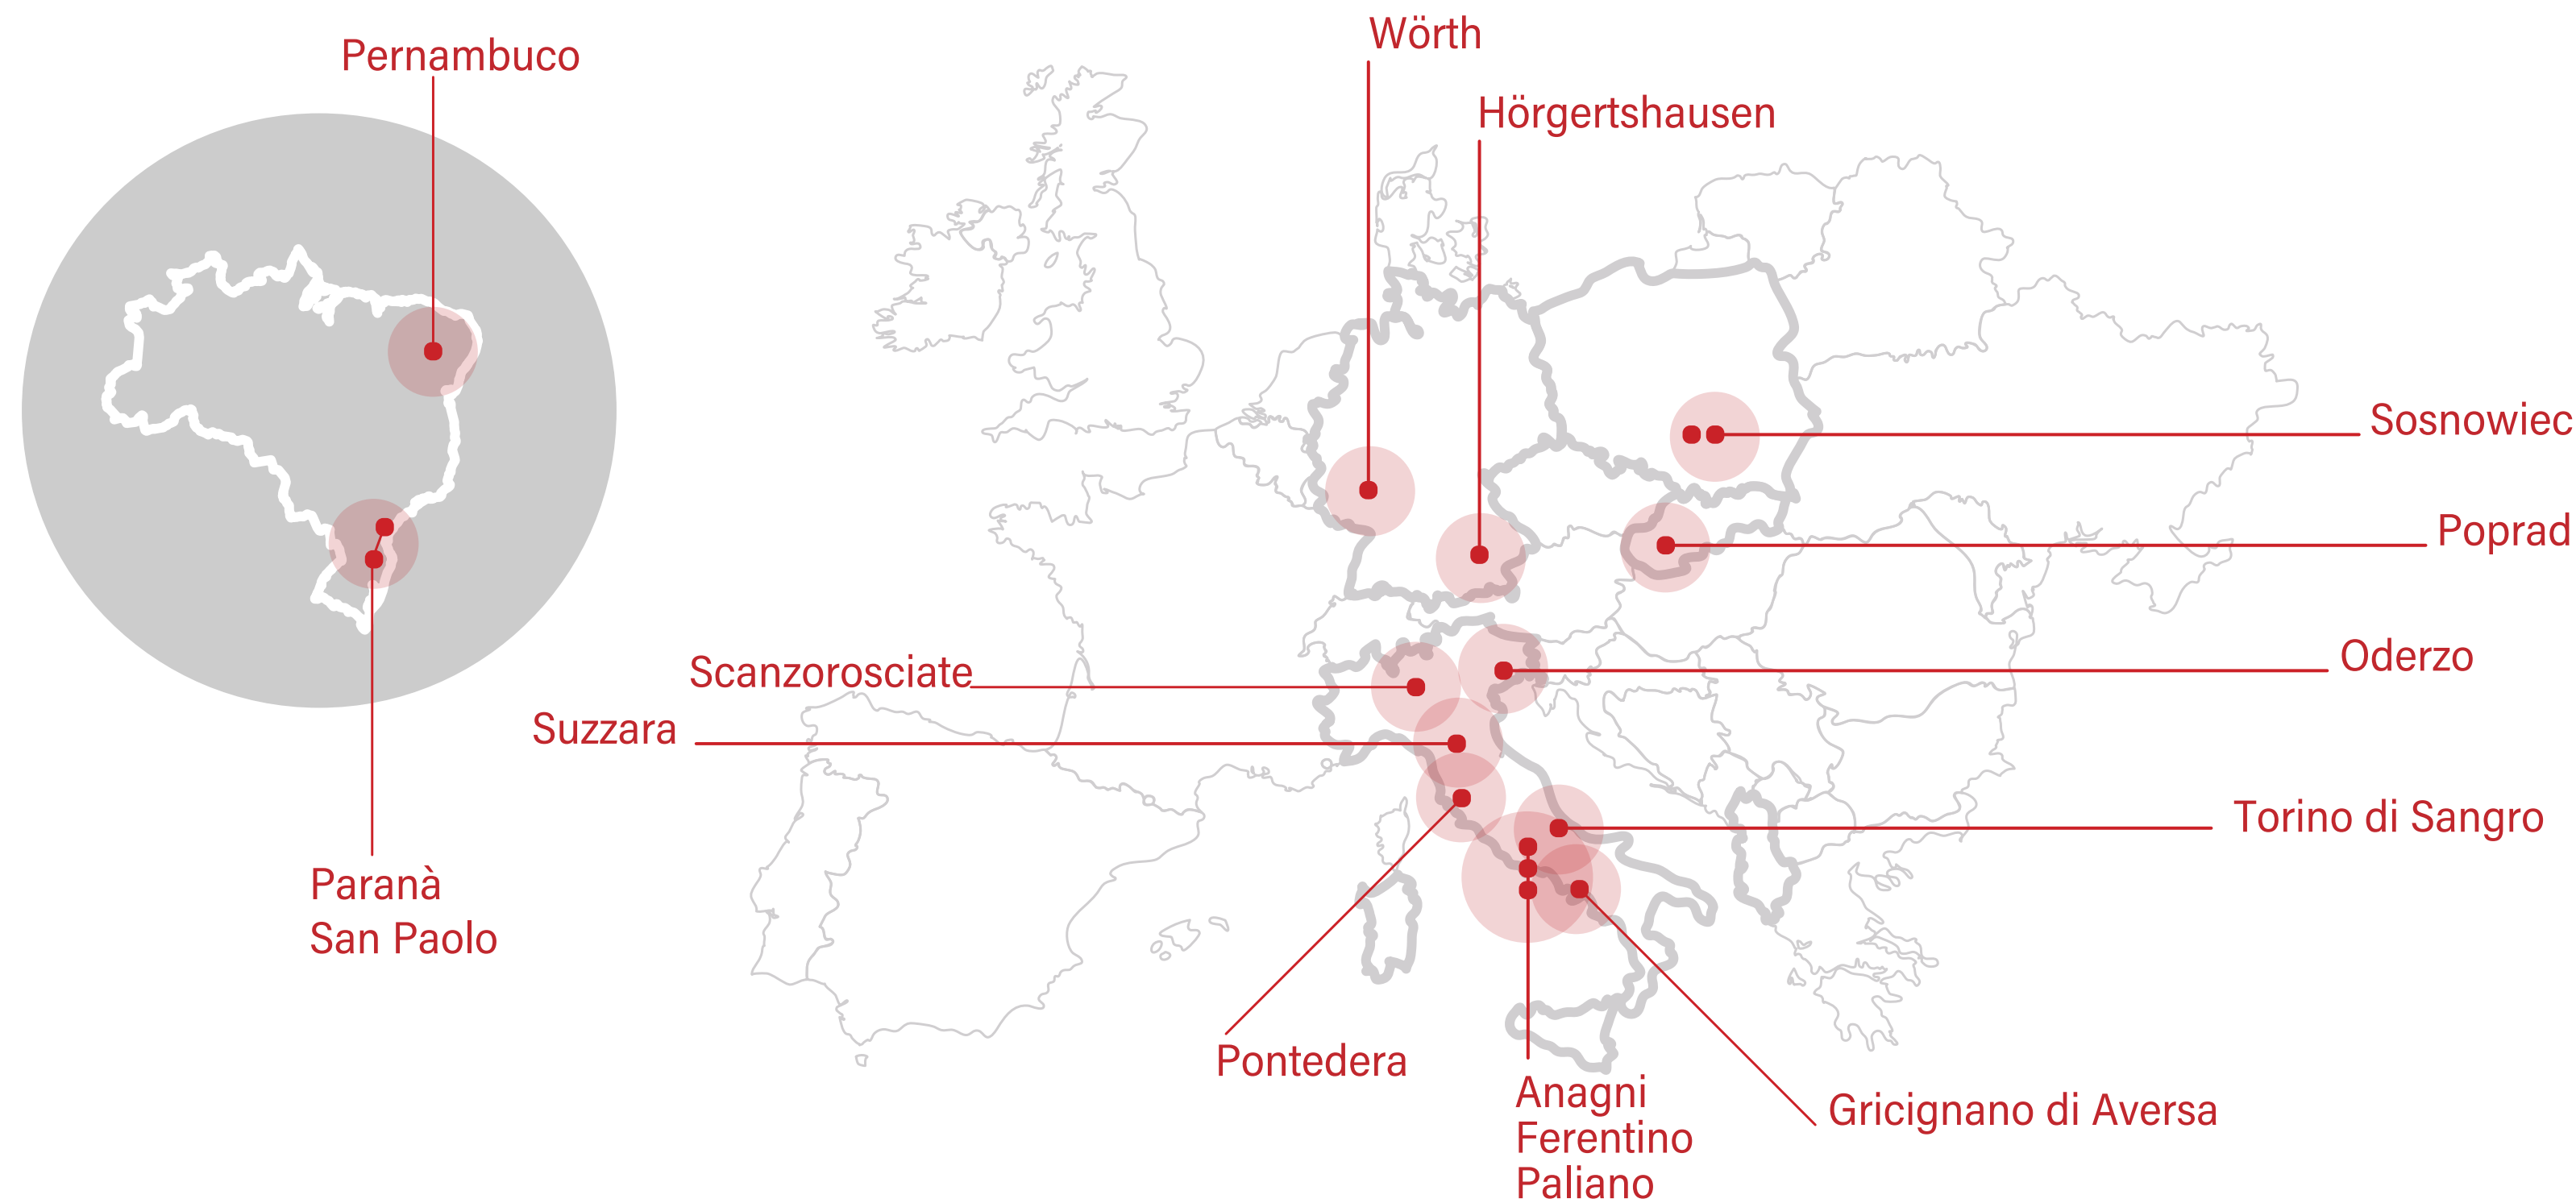 Pernambuco
Wörth
Hörgertshausen
Sosnowiec
Poprad
Oderzo
Scanzorosciate
Suzzara
Torino di Sangro
Paranà
San Paolo
Pontedera
Anagni
Ferentino
Paliano
Gricignano di Aversa